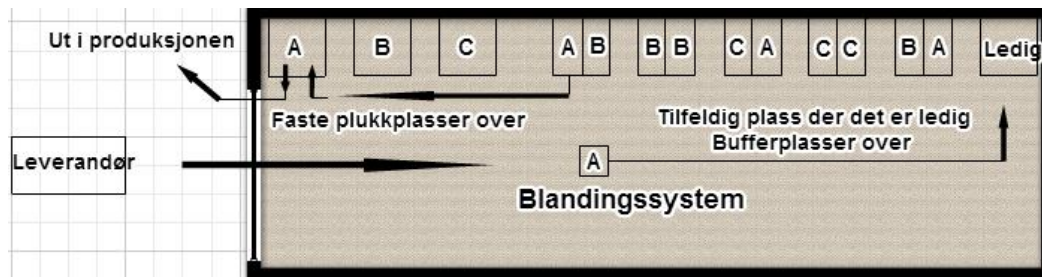 Ut i produksjonen
A B C A B B B C A C C B A Ledig
Faste plukkplasser over
Tilfeldig plass der det er ledig
Bufferplasser over
Leverandør
A
Blandingssystem